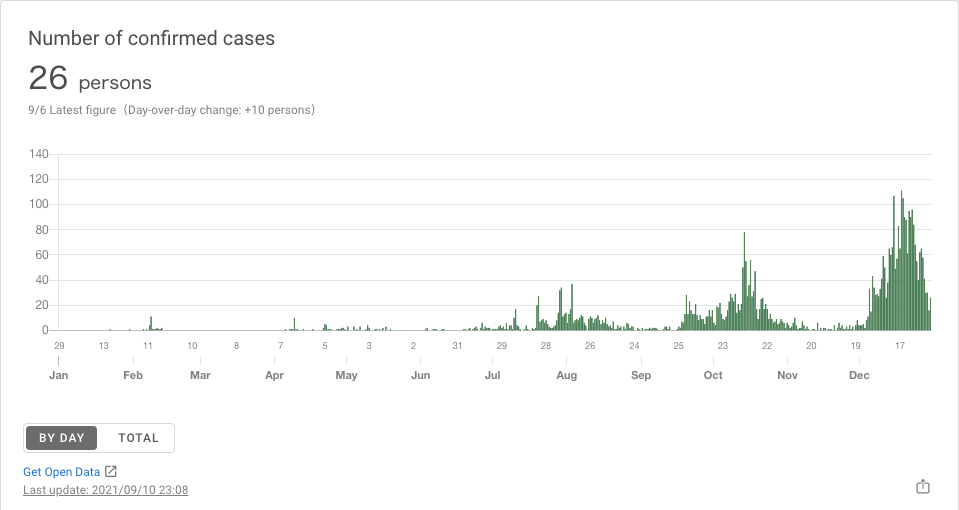 Number of confirmed cases
26 persons
9/6 Latest figure (Day-over-day change: +10 persons)
140
120
100
80
60
40
20
0
29 13 11 10 8 7 5 3 2 31 29 28 26 24 25 23 22 20 19 17
Jan Feb Mar Apr May Jun Jul Aug Sep Oct Nov Dec
BY DAY TOTAL
Get Open Data
Last update: 2021/09/10 23:08